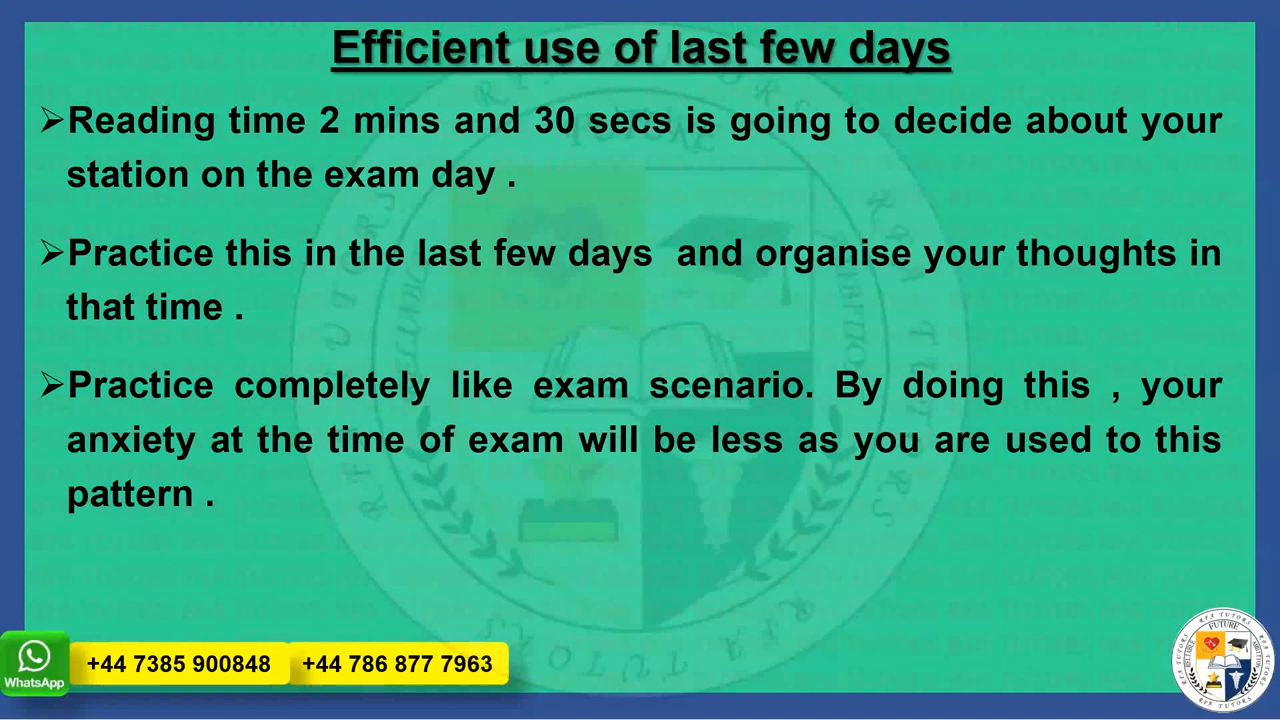 Efficient use of last few days
➢Reading time 2 mins and 30 secs is going to decide about your
station on the exam day .
➢Practice this in the last few days and organise your thoughts in
that time .
➢Practice completely like exam scenario. By doing this , your
anxiety at the time of exam will be less as you are used to this
pattern .
WhatsApp
+44 7385 900848
+44 786 877 7963
FUTURE